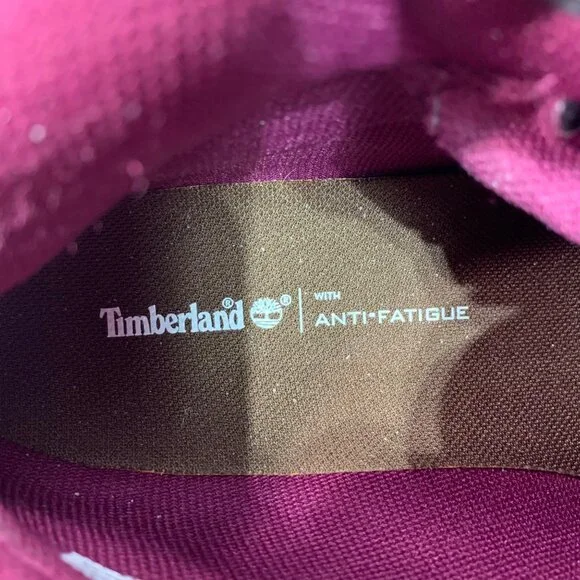 Timberland® ® | WITH
ANTI-FATIGUE